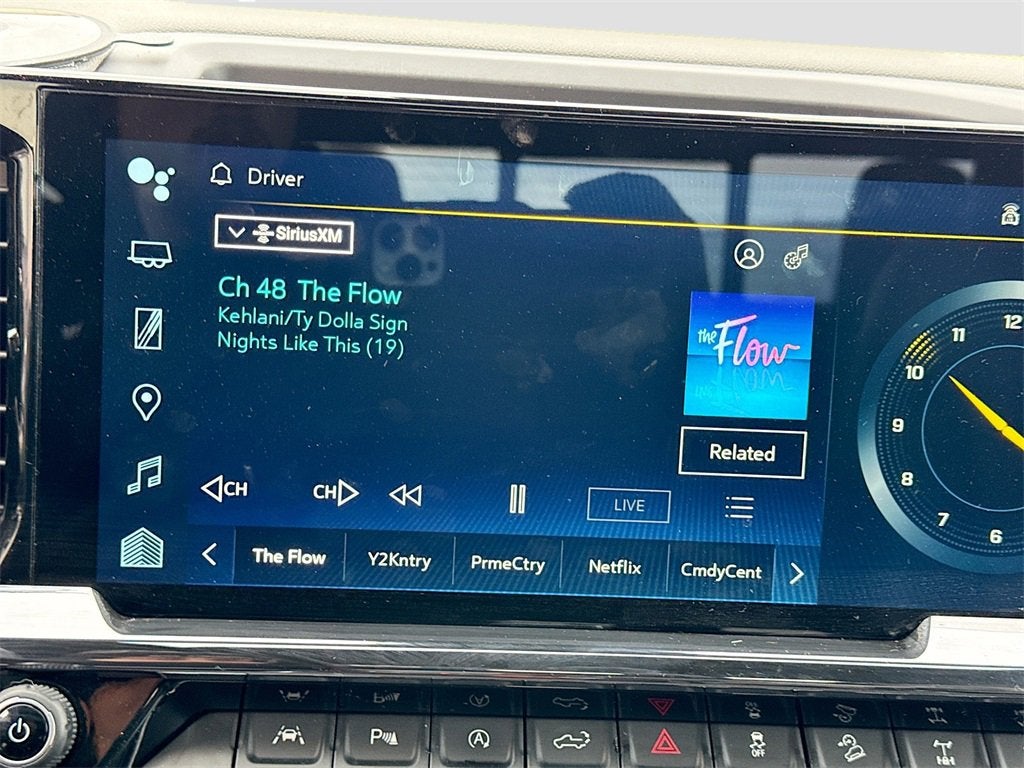 Driver
SiriusXM
Ch 48 The Flow
Kehlani/Ty Dolla Sign
Nights Like This (19)
the Flow
Related
CH
CH
LIVE
The Flow
Y2Kntry
PrmeCtry
Netflix
CmdyCent
12
11
10
9
8
7
6
P
A
OFF